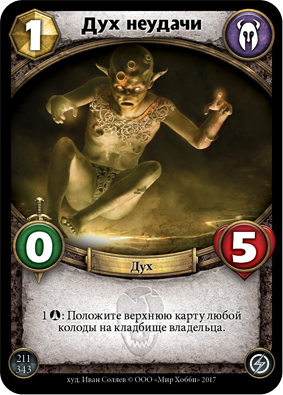 1
Дух неудачи
0
Дух
5
1 : Положите верхнюю карту любой
колоды на кладбище владельца.
211
343
худ. Иван Соляев © ООО «Мир Хобби» 2017